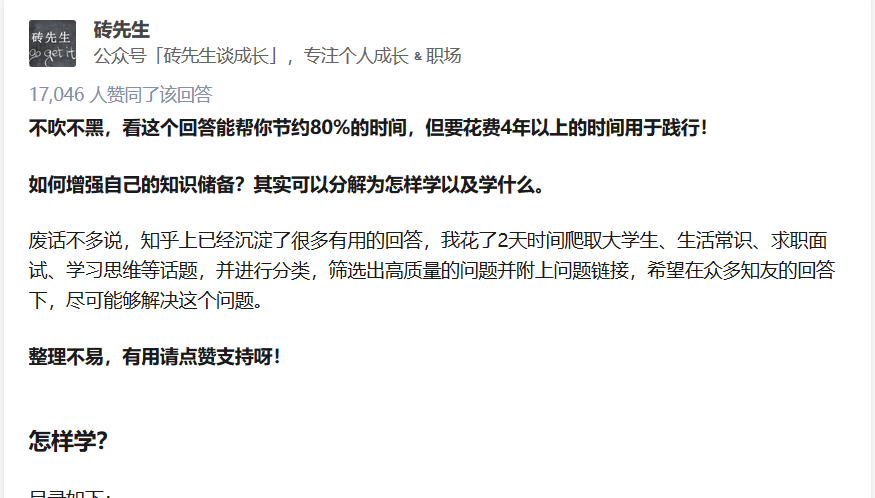 砖先生
砖先生
go get it
公众号「砖先生谈成长」，专注个人成长 & 职场
17,046 人赞同了该回答
不吹不黑，看这个回答能帮你节约80%的时间，但要花费4年以上的时间用于践行！
如何增强自己的知识储备？其实可以分解为怎样学以及学什么。
废话不多说，知乎上已经沉淀了很多有用的回答，我花了2天时间爬取大学生、生活常识、求职面
试、学习思维等话题，并进行分类，筛选出高质量的问题并附上问题链接，希望在众多知友的回答
下，尽可能够解决这个问题。
整理不易，有用请点赞支持呀！
怎样学？
目录如下：